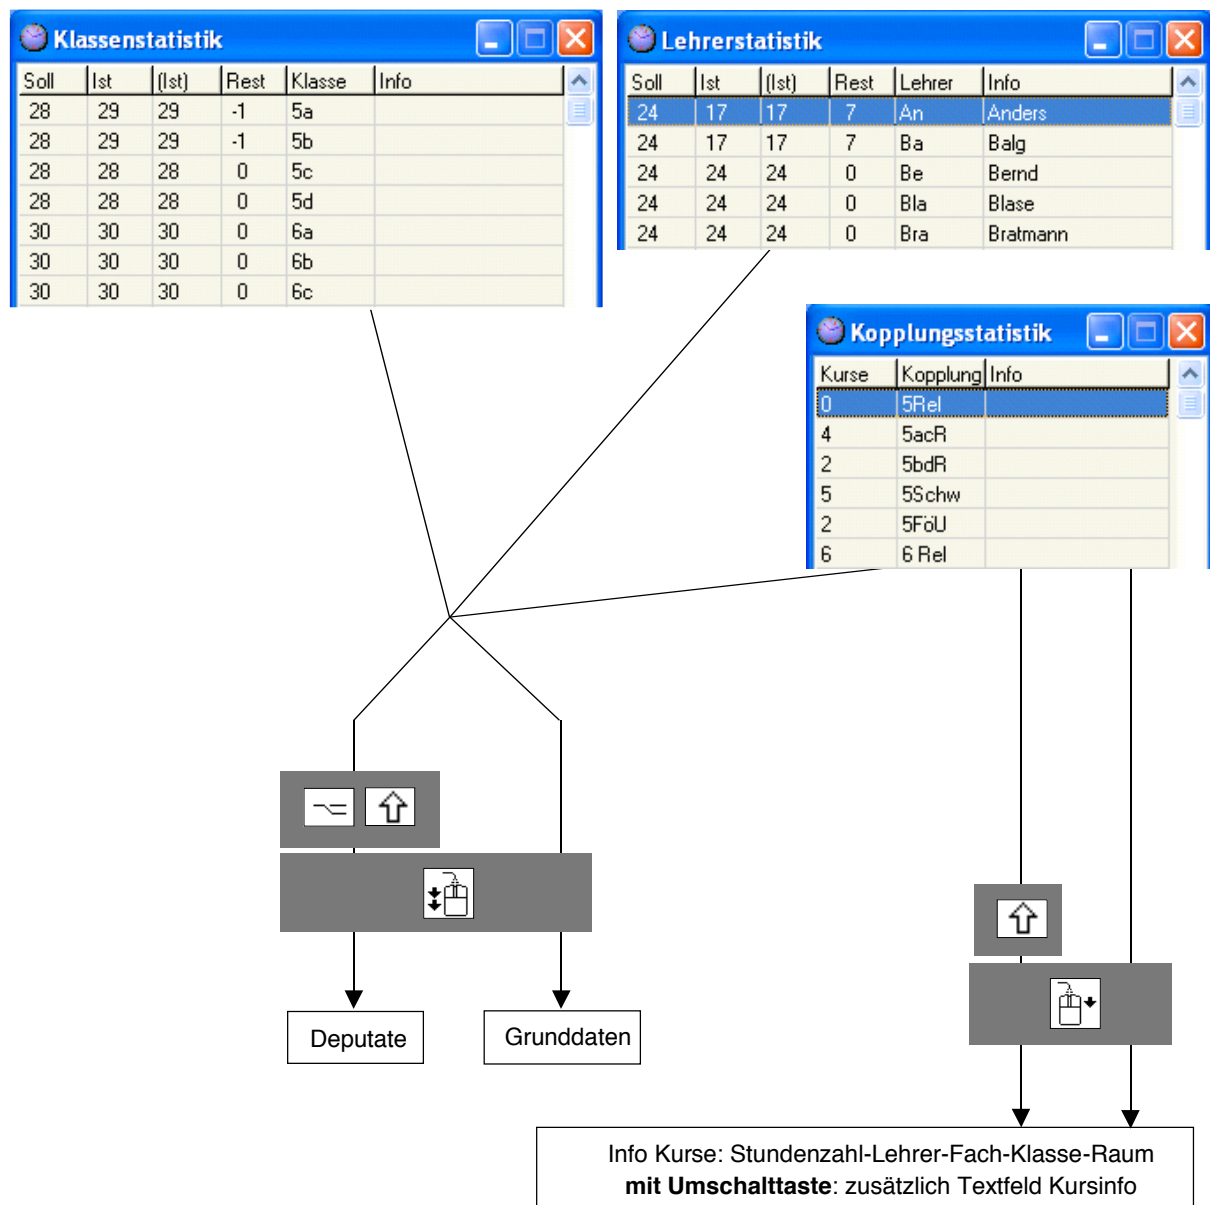 Klassenstatistik
Soll Ist (Ist) Rest Klasse Info
28 29 29 -1 5a
28 29 29 -1 5b
28 28 28 0 5c
28 28 28 0 5d
30 30 30 0 6a
30 30 30 0 6b
30 30 30 0 6c
Lehrerstatistik
Soll Ist (Ist) Rest Lehrer Info
24 17 17 7 An Anders
24 17 17 7 Ba Balg
24 24 24 0 Be Bernd
24 24 24 0 Bla Blase
24 24 24 0 Bra Bratmann
Kopplungsstatistik
Kurse Kopplung Info
0 5Rel
4 5acR
2 5bdR
5 5Schw
2 5FöU
6 6 Rel
Deputate
Grunddaten
Info Kurse: Stundenzahl-Lehrer-Fach-Klasse-Raum
mit Umschalttaste: zusätzlich Textfeld Kursinfo